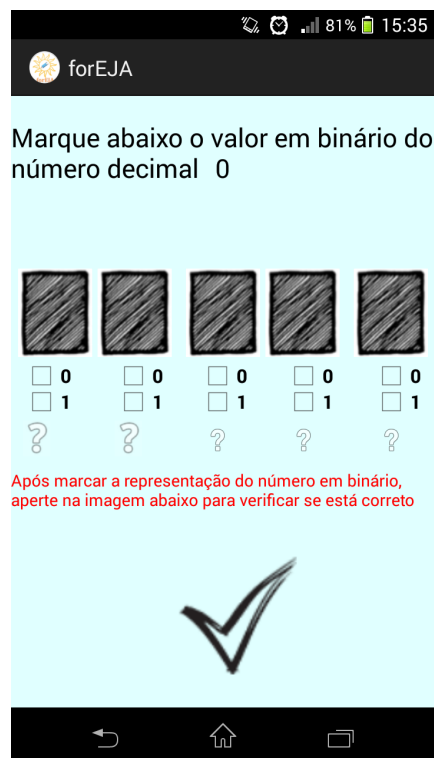 81% 15:35
forEJA
Marque abaixo o valor em binário do
número decimal 0
0 0 0 0 0
1 1 1 1 1
? ? ? ? ?
Após marcar a representação do número em binário,
aperte na imagem abaixo para verificar se está correto